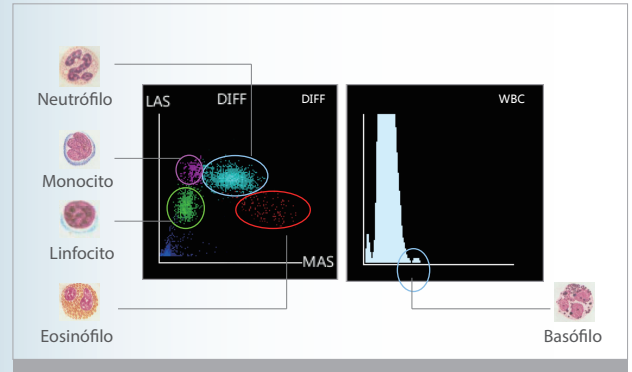 Neutrófilo
Monocito
Linfocito
Eosinófilo
LAS
DIFF
DIFF
MAS
WBC
Basófilo